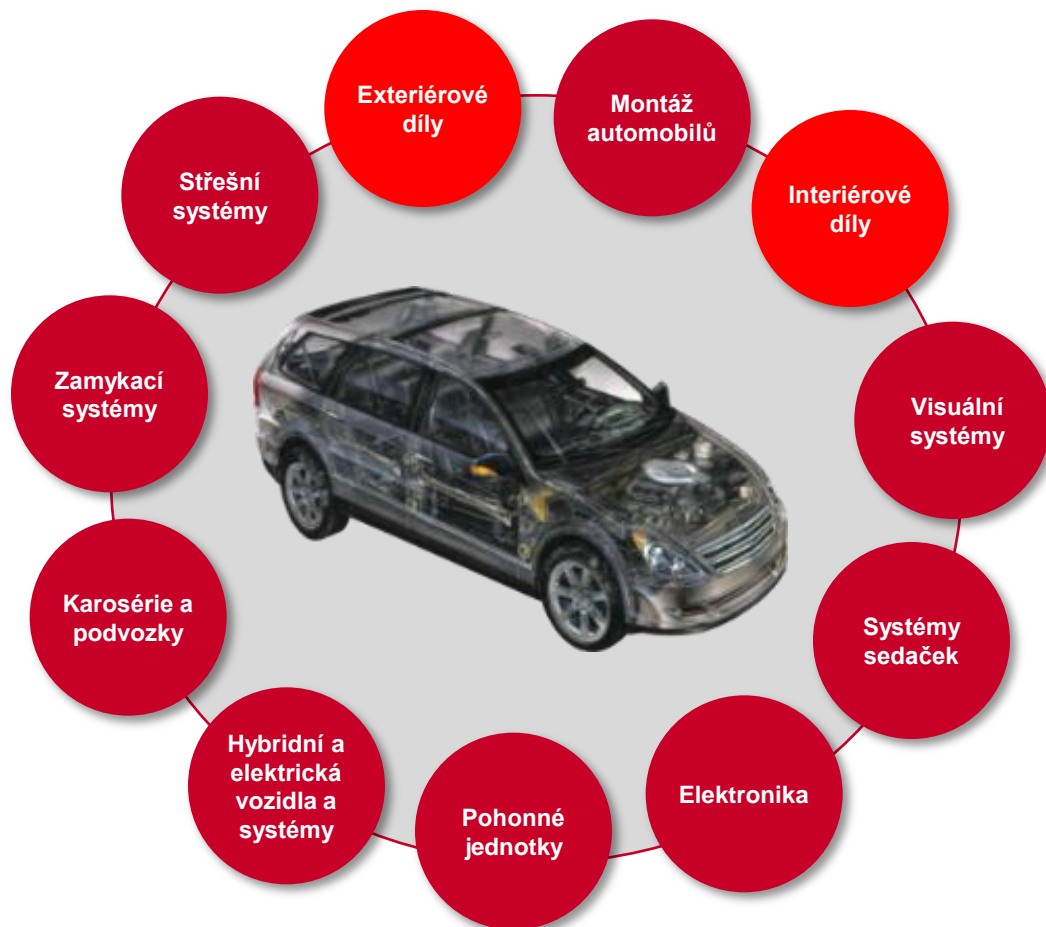 Exteriérové
díly
Montáž
automobilů
Interiérové
díly
Visuální
systémy
Systémy
sedaček
Elektronika
Pohonné
jednotky
Hybridní a
elektrická
vozidla a
systémy
Karosérie a
podvozky
Zamykací
systémy
Střešní
systémy